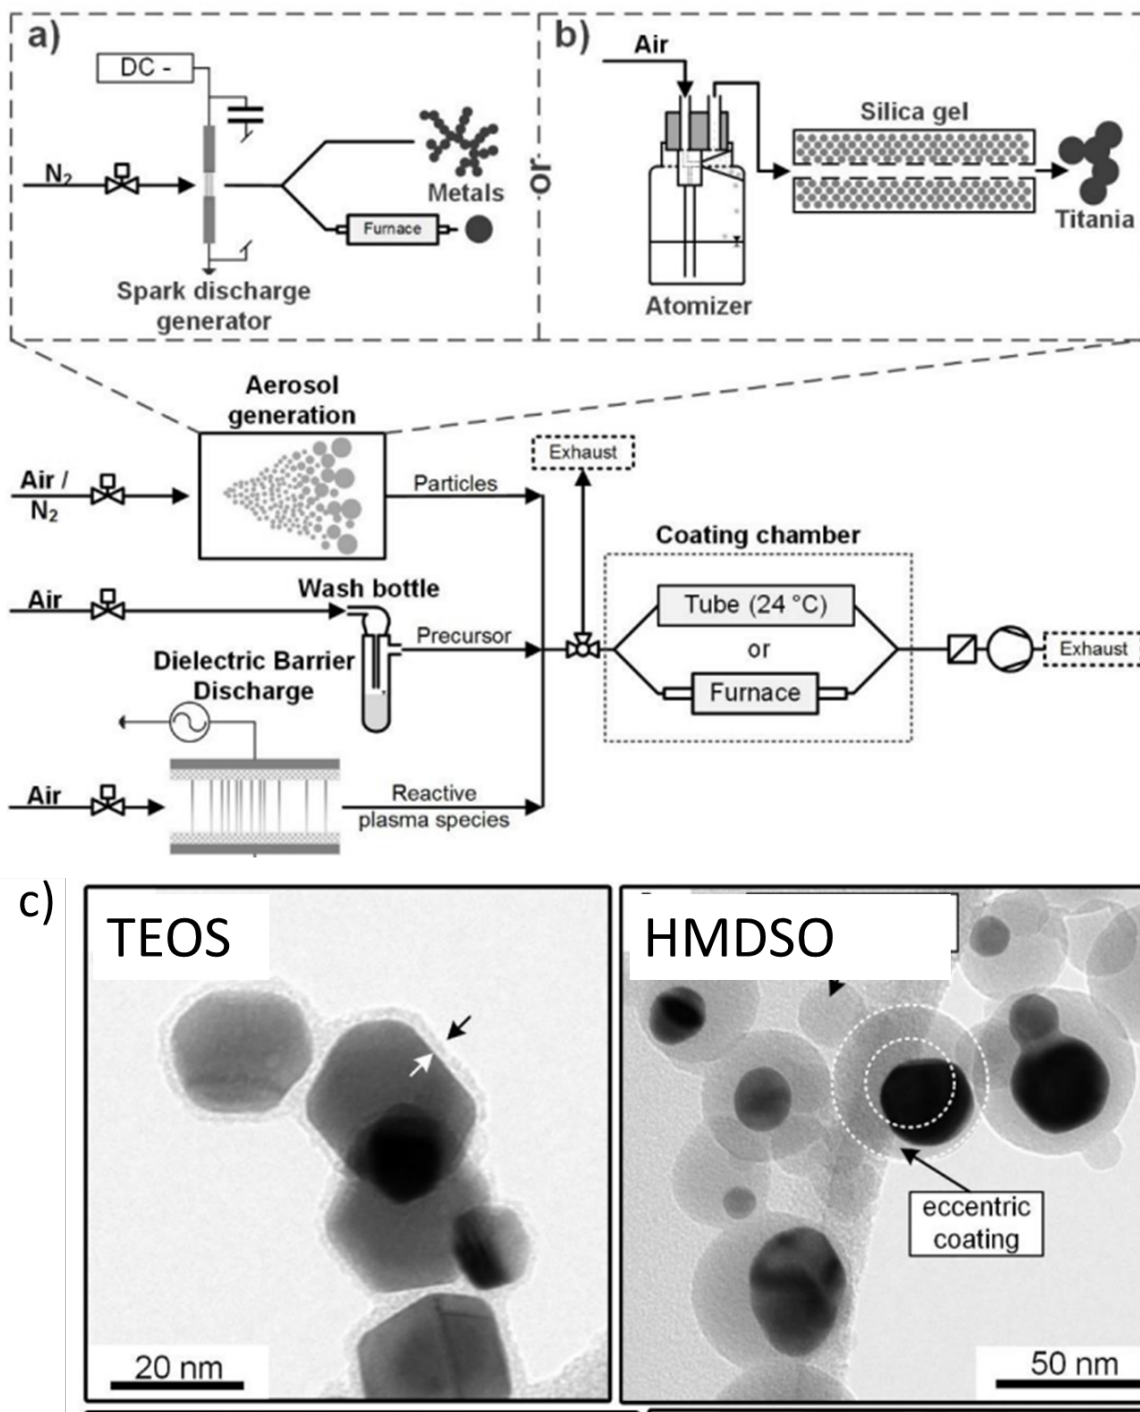 a)
DC -
N2
Metals
Furnace
Spark discharge
generator
or
b)
Air
Silica gel
Titania
Atomizer
Aerosol
generation
Air /
N2
Particles
Exhaust
Coating chamber
Wash bottle
Air
Precursor
Tube (24 °C)
or
Furnace
Exhaust
Dielectric Barrier
Discharge
Air
Reactive
plasma species
c)
TEOS
20 nm
HMDSO
eccentric
coating
50 nm